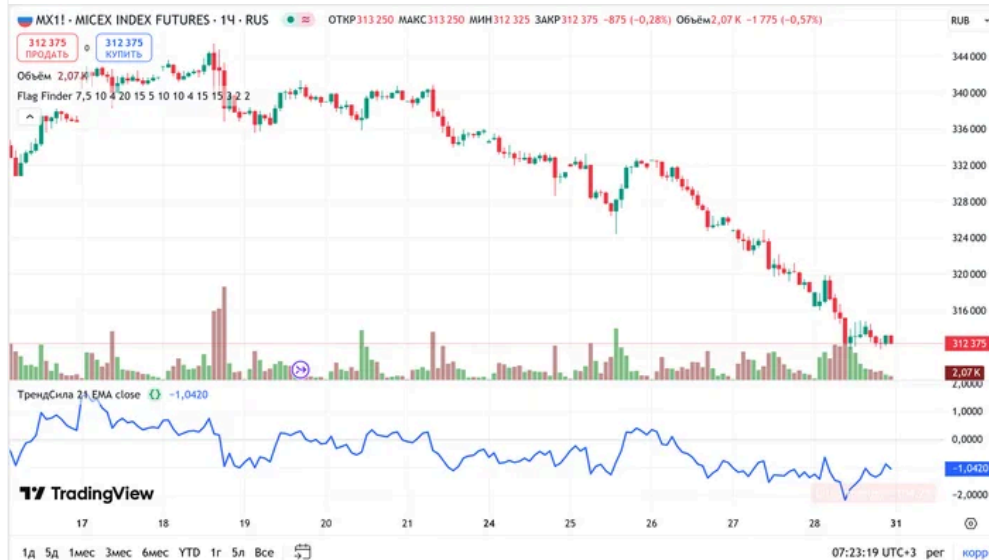 MX1! · MICEX INDEX FUTURES · 1Ч · RUS ОТКР313 250 МАКС313 250 МИН312 325 ЗАКР312 375 −875 (−0,28%) Объём2,07 K −1 775 (−0,57%) RUB
312 375 0 312 375
ПРОДАТЬ КУПИТЬ
Объём 2,07 K
Flag Finder 7,5 10 4 20 15 5 10 10 4 15 15 3 2 2
344 000
340 000
336 000
332 000
328 000
324 000
320 000
316 000
312 375
2,07 K
2,0000
ТрендСила 21 EMA close {} −1,0420
1,0000
0,0000
−1,0420
−2,0000
TradingView
17 18 19 20 21 24 25 26 27 28 31
1д 5д 1мес 3мес 6мес YTD 1г 5л Все 07:23:19 UTC+3 рег корр